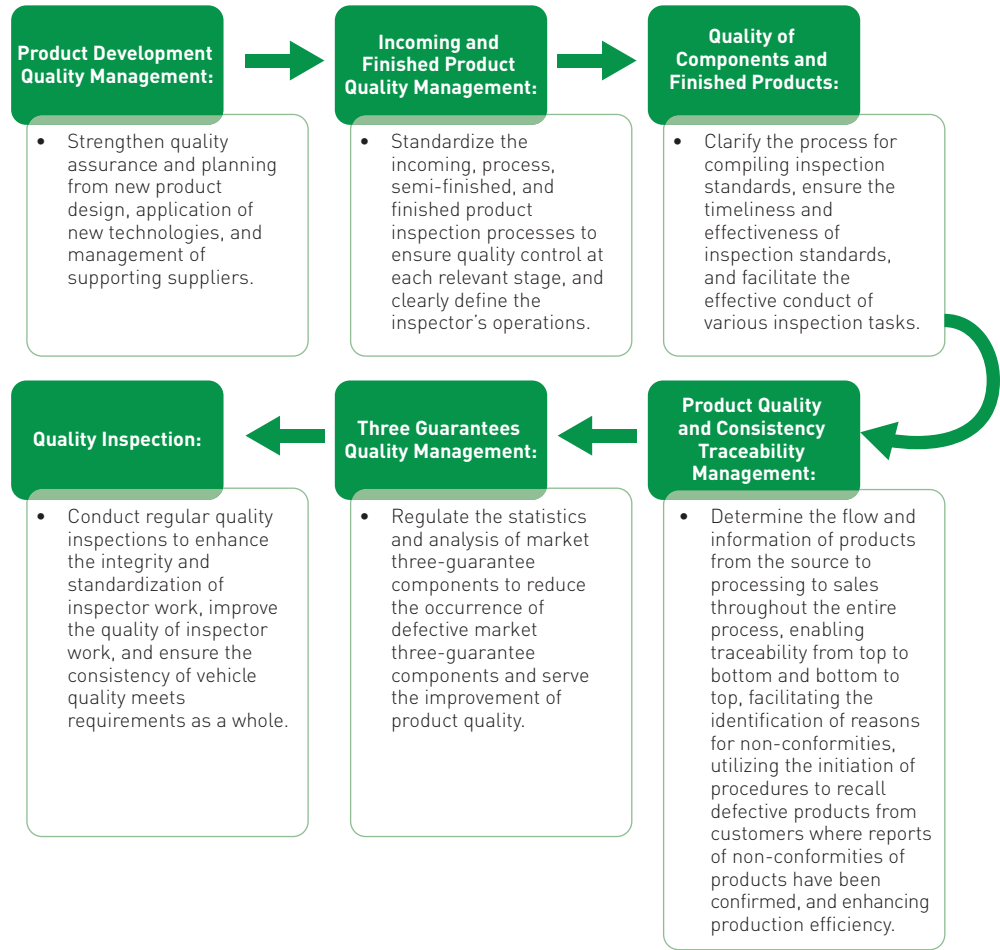 Product Development
Quality Management:
• Strengthen quality
assurance and planning
from new product
design, application of
new technologies, and
management of
supporting suppliers.
Incoming and
Finished Product
Quality Management:
• Standardize the
incoming, process,
semi-finished, and
finished product
inspection processes to
ensure quality control at
each relevant stage, and
clearly define the
inspector's operations.
Quality of
Components and
Finished Products:
• Clarify the process for
compiling inspection
standards, ensure the
timeliness and
effectiveness of
inspection standards,
and facilitate the
effective conduct of
various inspection tasks.
Product Quality
and Consistency
Traceability
Management:
• Determine the flow and
information of products
from the source to
processing to sales
throughout the entire
process, enabling
traceability from top to
bottom and bottom to
top, facilitating the
identification of reasons
for non-conformities,
utilizing the initiation of
procedures to recall
defective products from
customers where reports
of non-conformities of
products have been
confirmed, and enhancing
production efficiency.
Three Guarantees
Quality Management:
• Regulate the statistics
and analysis of market
three-guarantee
components to reduce
the occurrence of
defective market
three-guarantee
components and serve
the improvement of
product quality.
Quality Inspection:
• Conduct regular quality
inspections to enhance
the integrity and
standardization of
inspector work, improve
the quality of inspector
work, and ensure the
consistency of vehicle
quality meets
requirements as a whole.